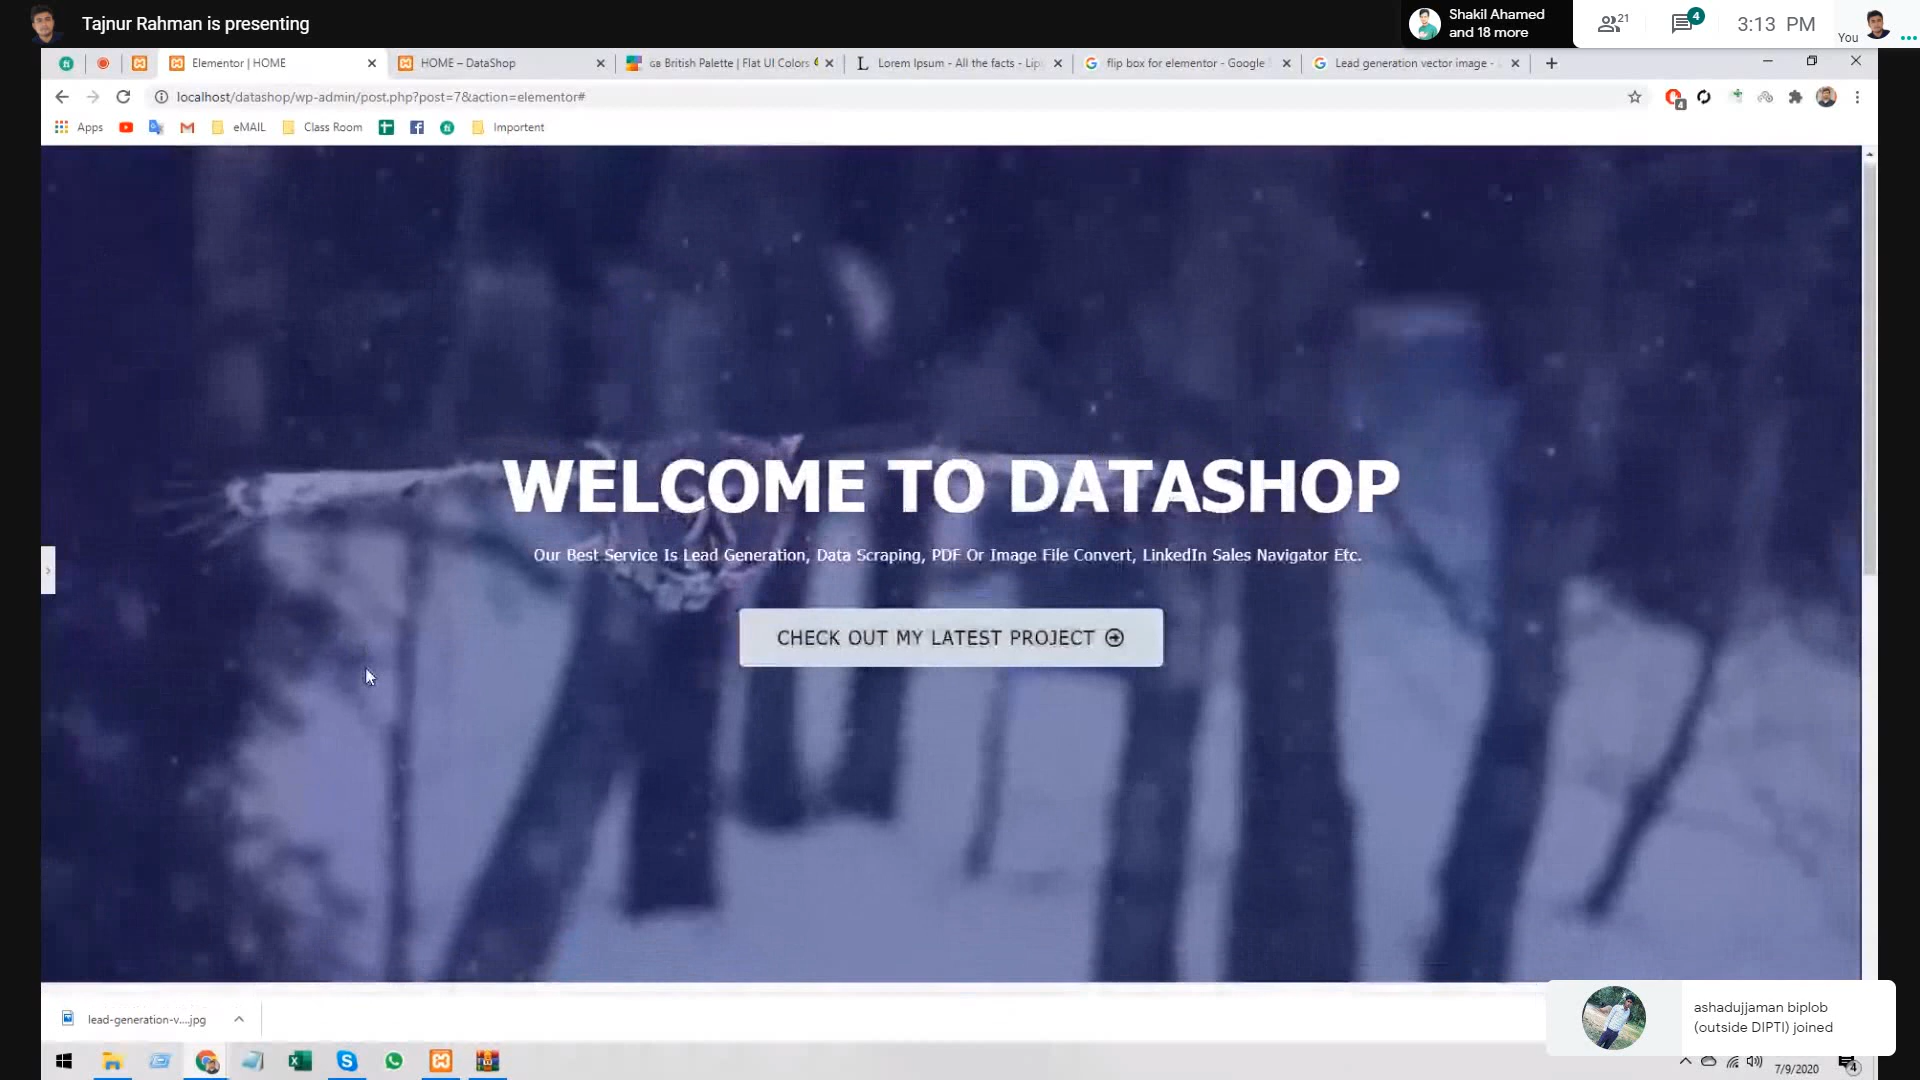 Tajnur Rahman is presenting
Shakil Ahamed
and 18 more
21
4
3:13 PM
You
Elementor | HOME
HOME – DataShop
GB British Palette | Flat UI Colors
Lorem Ipsum - All the facts - Lip
flip box for elementor - Google
Lead generation vector image -
localhost/datashop/wp-admin/post.php?post=7&action=elementor#
4
Apps
eMAIL
Class Room
Importent
WELCOME TO DATASHOP
Our Best Service Is Lead Generation, Data Scraping, PDF Or Image File Convert, LinkedIn Sales Navigator Etc.
CHECK OUT MY LATEST PROJECT
lead-generation-v....jpg
ashadujjaman biplob
(outside DIPTI) joined
7/9/2020
4